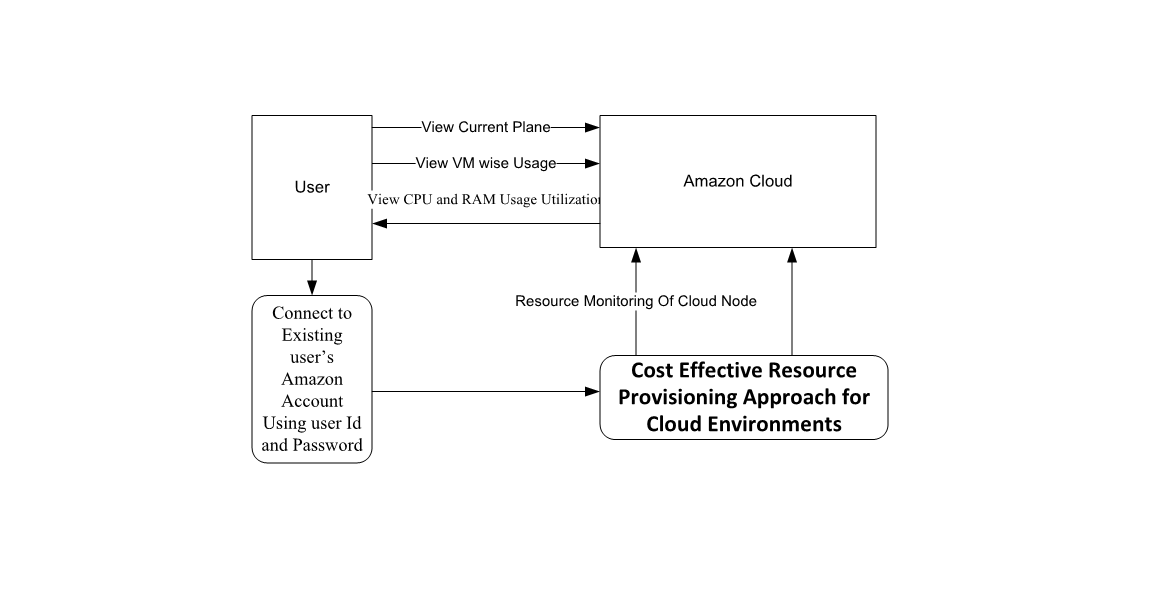 View Current Plane
View VM wise Usage
User
Amazon Cloud
View CPU and RAM Usage Utilization
Connect to
Existing
user's
Amazon
Account
Using user Id
and Password
Resource Monitoring Of Cloud Node
Cost Effective Resource
Provisioning Approach for
Cloud Environments